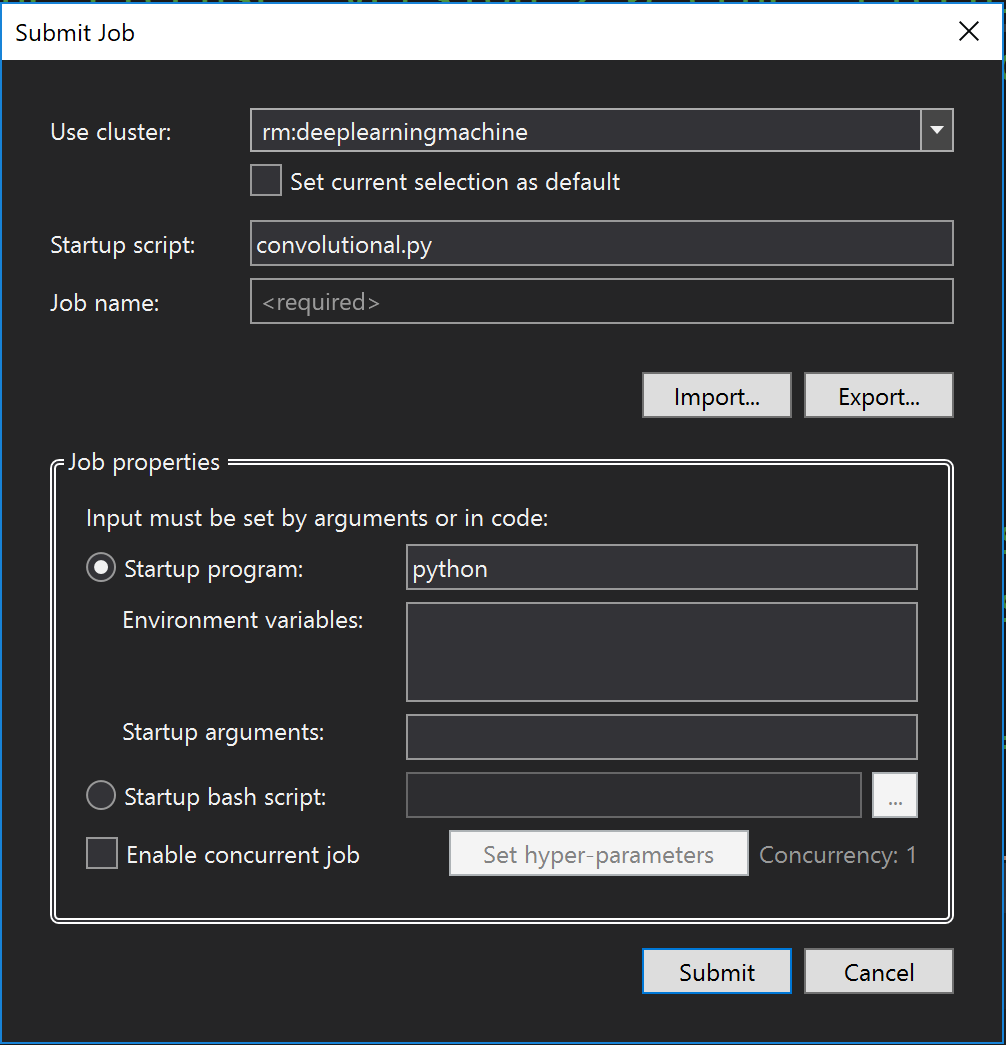 Submit Job
Use cluster: rm:deeplearningmachine
Set current selection as default
Startup script: convolutional.py
Job name: <required>
Import... Export...
Job properties
Input must be set by arguments or in code:
Startup program: python
Environment variables:
Startup arguments:
Startup bash script: ...
Enable concurrent job Set hyper-parameters Concurrency: 1
Submit Cancel